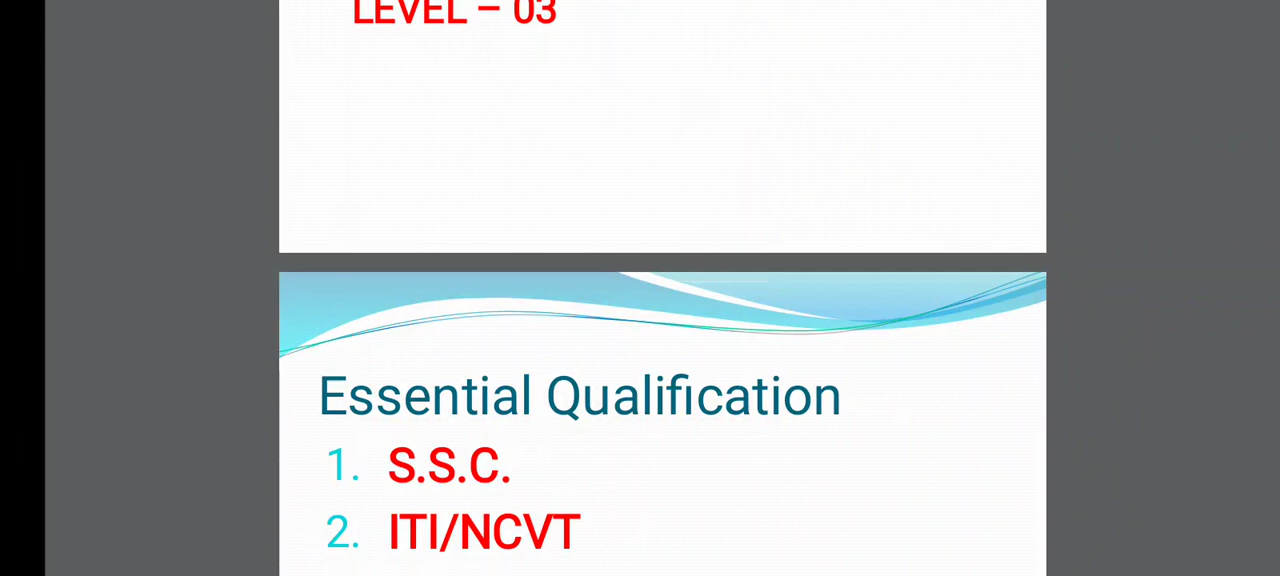 LEVEL – 03
Essential Qualification
1. S.S.C.
2. ITI/NCVT